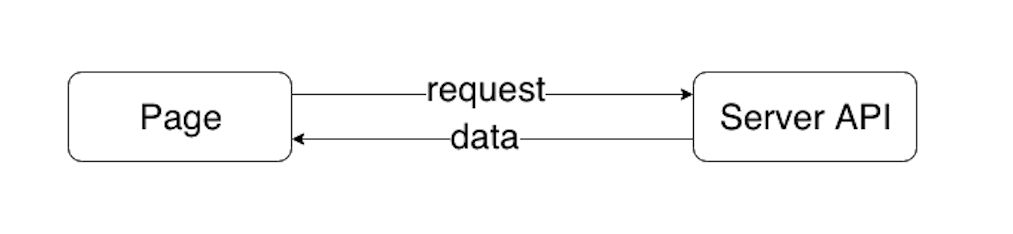 request
Page
Server API
data